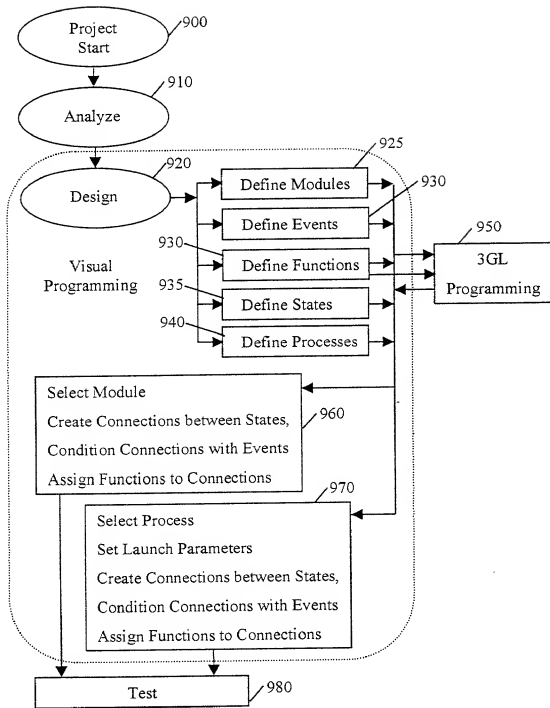 Project
Start
900
910
Analyze
920
Design
925
Define Modules
930
Define Events
930
Define Functions
935
Define States
940
Define Processes
Visual
Programming
950
3GL
Programming
Select Module
Create Connections between States,
Condition Connections with Events
Assign Functions to Connections
960
970
Select Process
Set Launch Parameters
Create Connections between States,
Condition Connections with Events
Assign Functions to Connections
Test
980